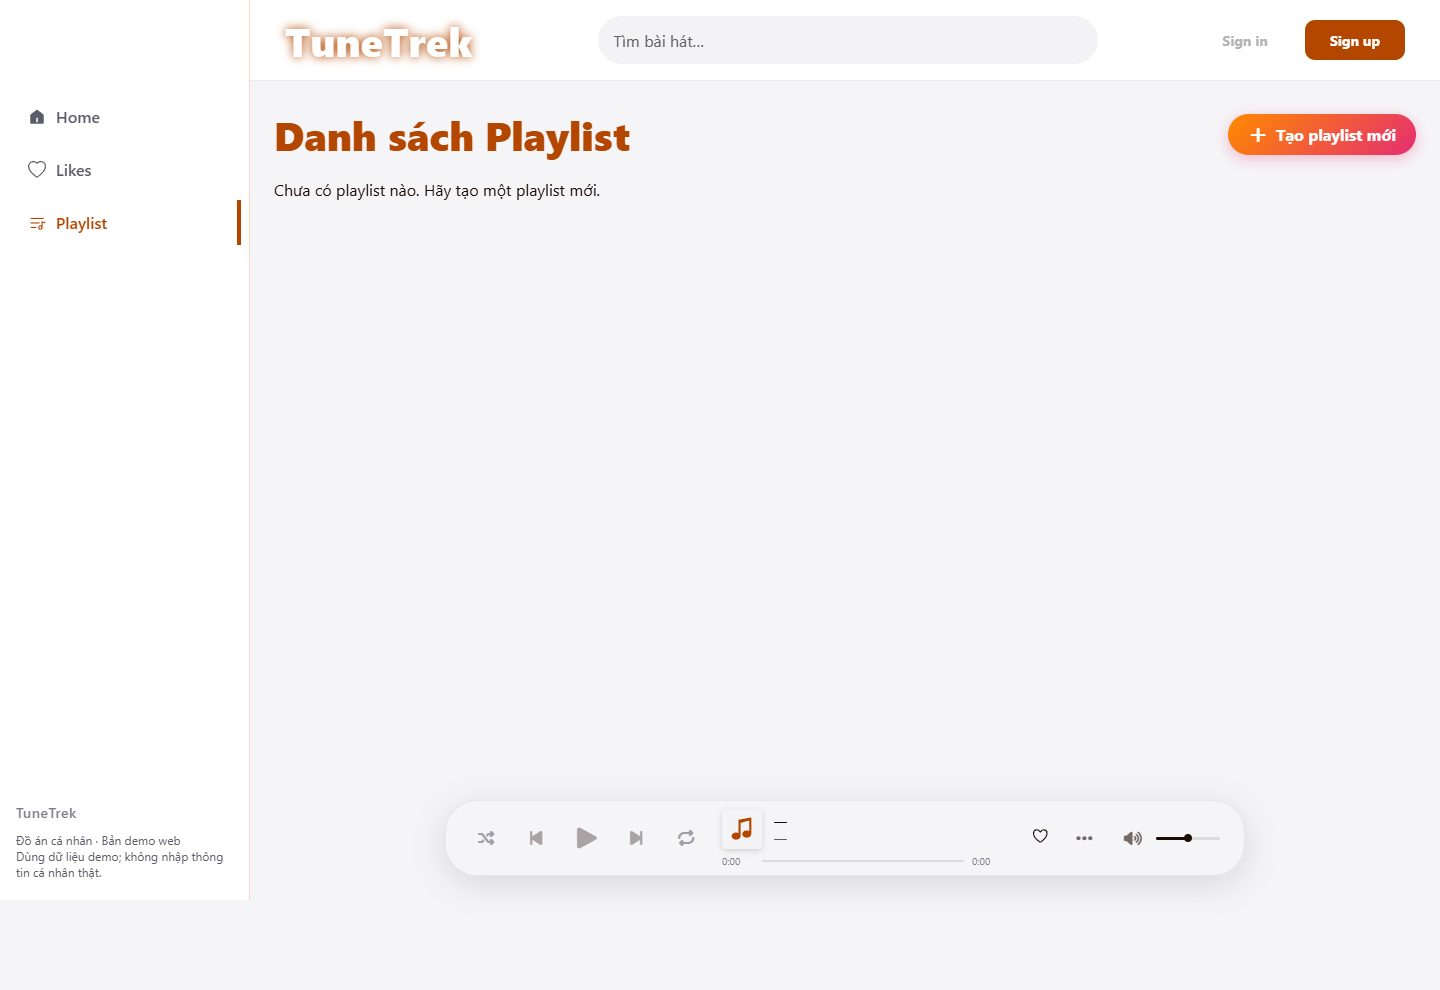 TuneTrek
Tìm bài hát...
Sign in
Sign up
Home
Likes
Playlist
Danh sách Playlist
Tạo playlist mới
Chưa có playlist nào. Hãy tạo một playlist mới.
TuneTrek
Đồ án cá nhân · Bản demo web
Dùng dữ liệu demo; không nhập thông
tin cá nhân thật.
—
—
0:00
0:00